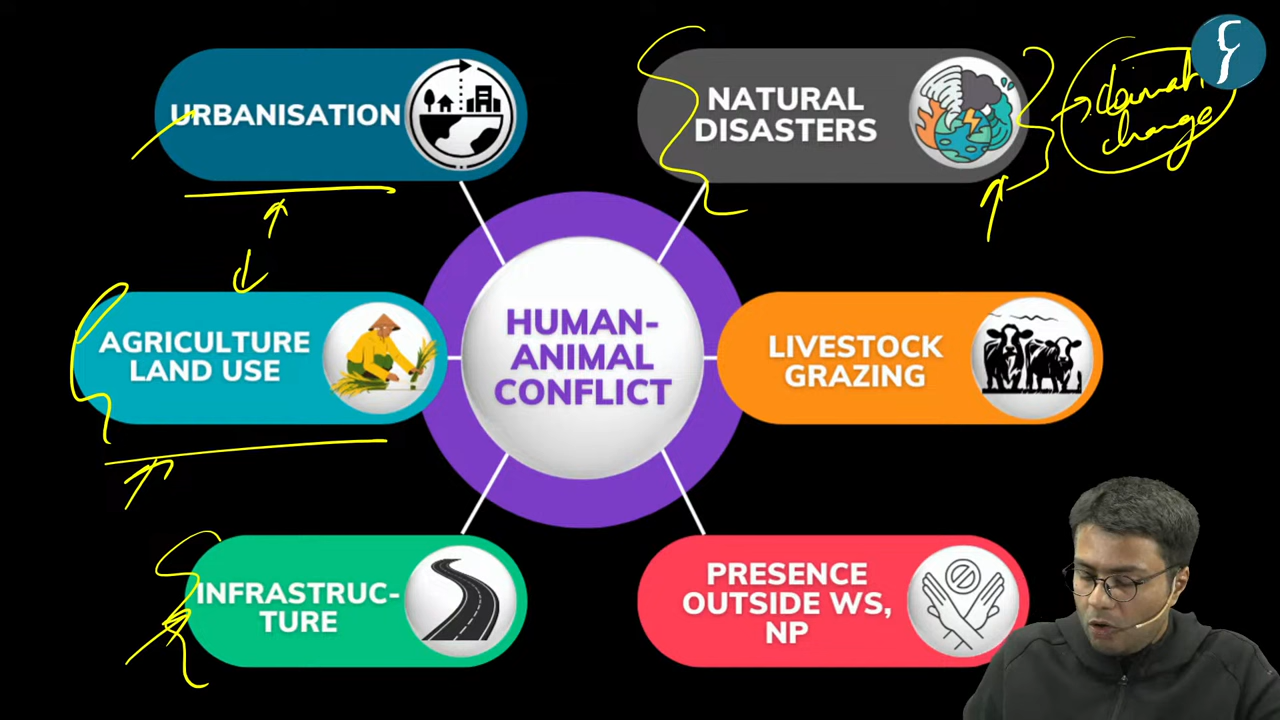 URBANISATION
NATURAL
DISASTERS
climate
change
AGRICULTURE
LAND USE
HUMAN-
ANIMAL
CONFLICT
LIVESTOCK
GRAZING
INFRASTRUC-
TURE
PRESENCE
OUTSIDE WS,
NP